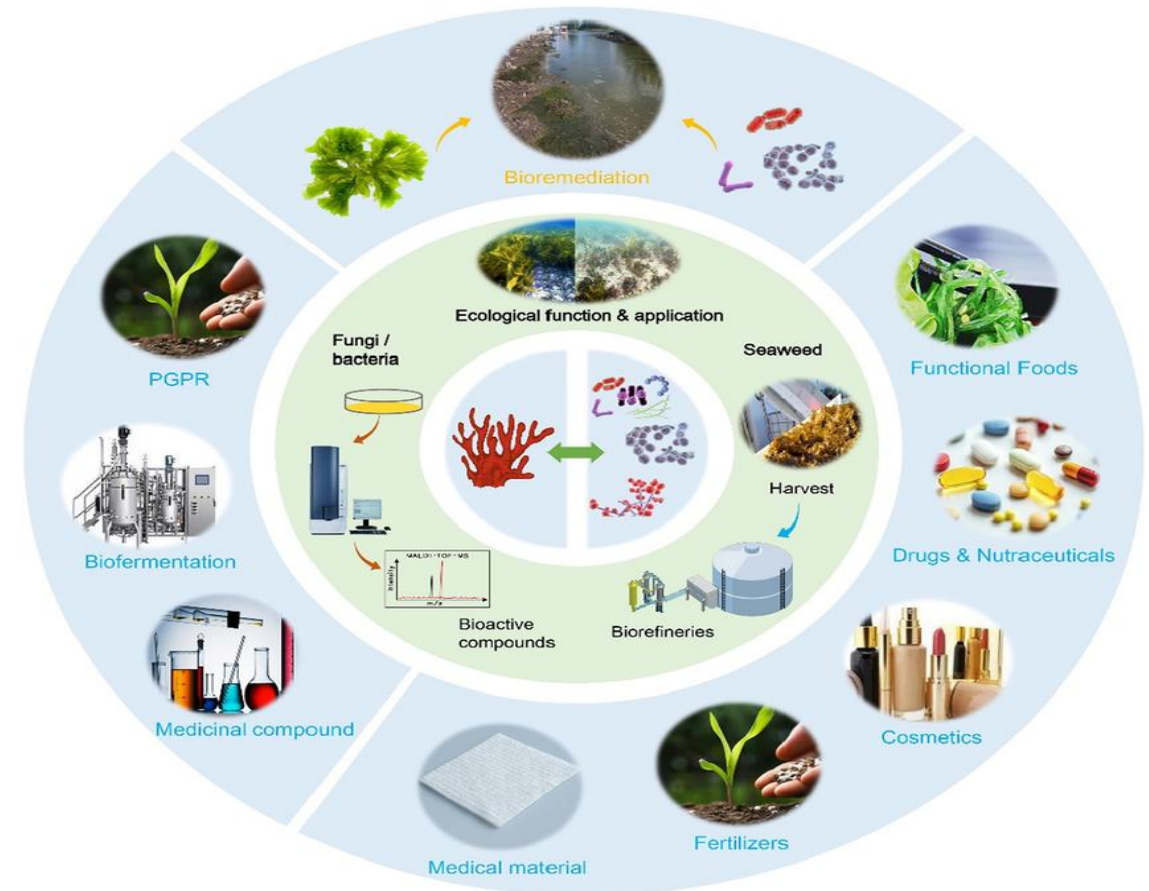 Bioremediation
Ecological function & application
Fungi /
bacteria
Seaweed
Harvest
MALDI-TOF-MS
Intensity
m/z
Bioactive
compounds
Biorefineries
PGPR
Biofermentation
Medicinal compound
Functional Foods
Drugs & Nutraceuticals
Cosmetics
Fertilizers
Medical material